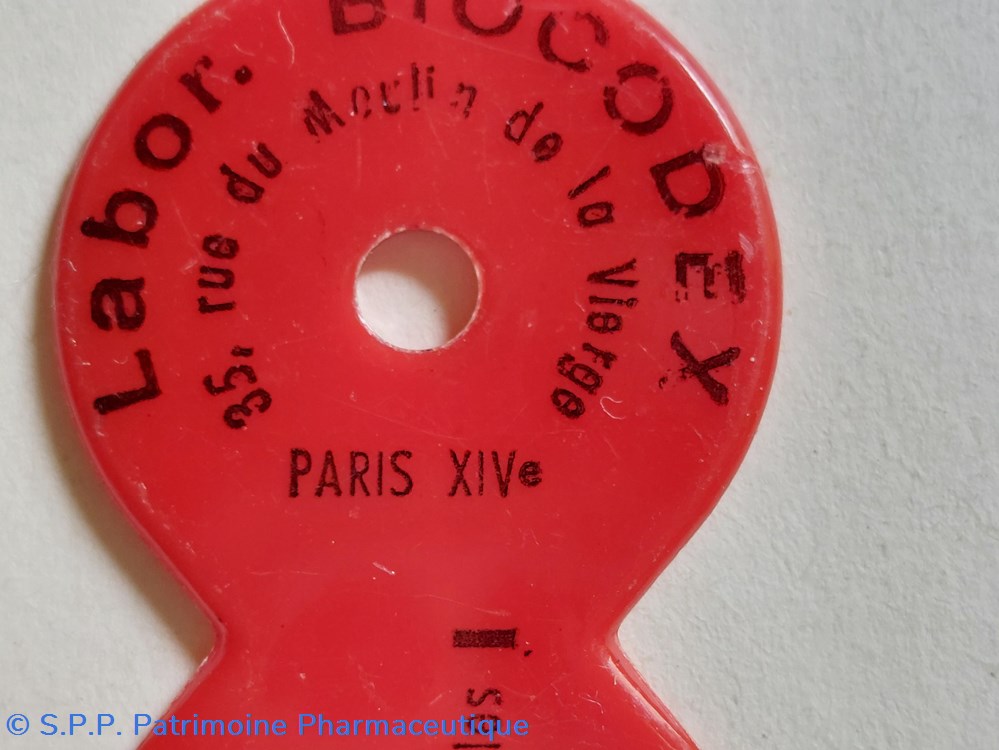 Labor. BIOCODEX
35, rue du Moulin de la Vierge
PARIS XIVe
© S.P.P. Patrimoine Pharmaceutique